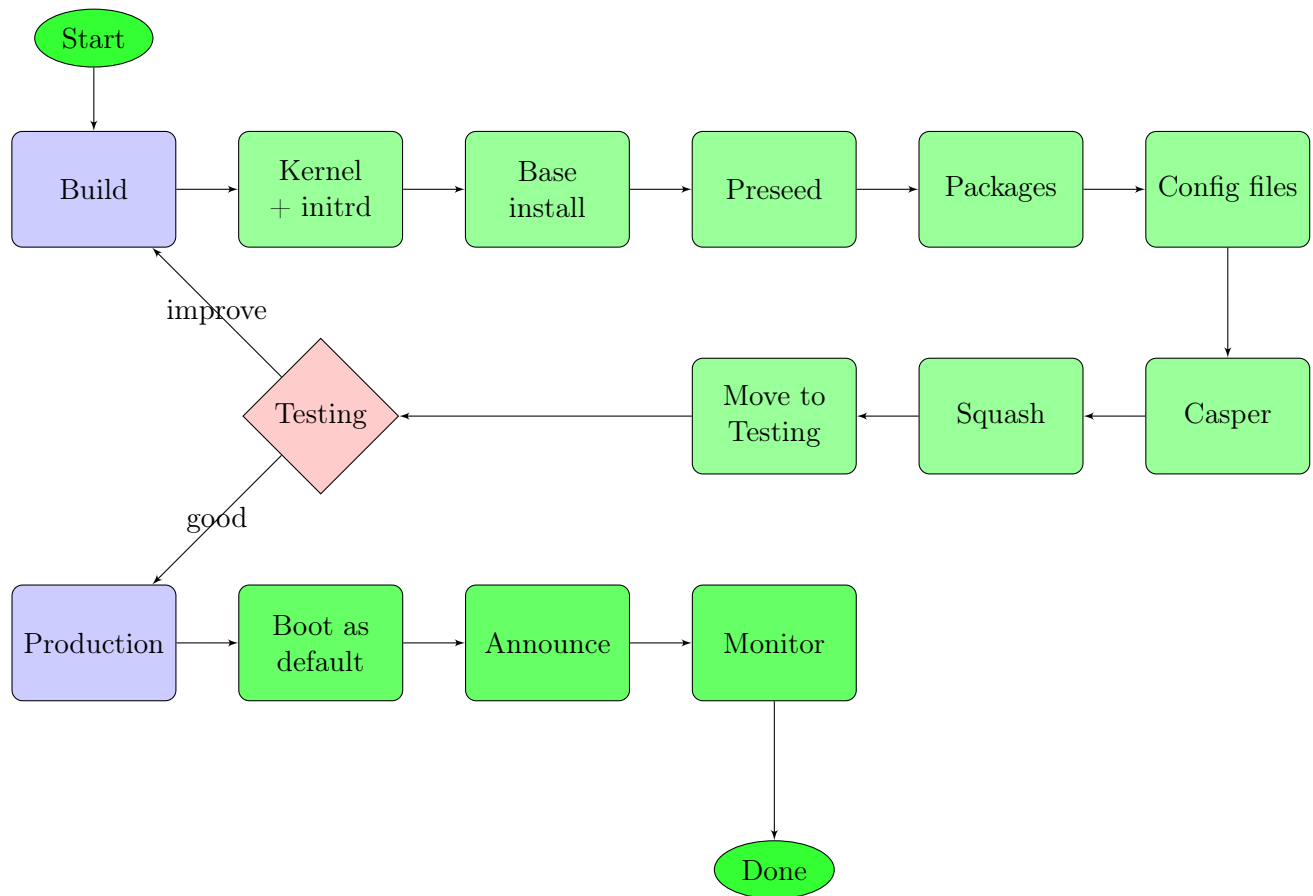 Start
Build
Kernel
+ initrd
Base
install
Preseed
Packages
Config files
improve
Testing
Move to
Testing
Squash
Casper
good
Production
Boot as
default
Announce
Monitor
Done